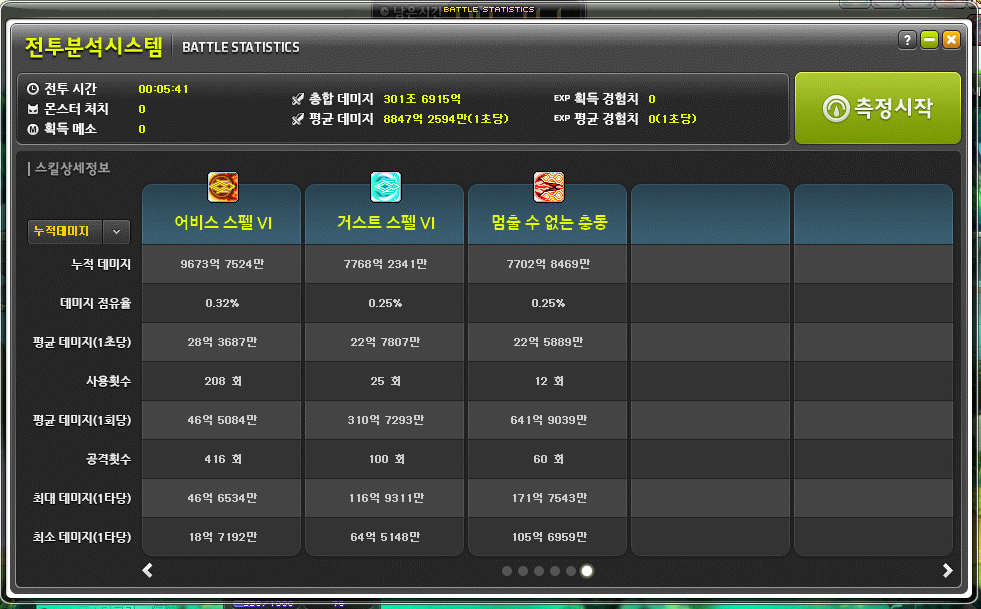 남은시간
BATTLE STATISTICS
전투분석시스템 BATTLE STATISTICS
전투 시간 00:05:41
몬스터 처치 0
획득 메소 0
총합 데미지 301조 6915억
평균 데미지 8847억 2594만(1초당)
EXP 획득 경험치 0
EXP 평균 경험치 0(1초당)
측정시작
스킬상세정보
어비스 스펠 VI 거스트 스펠 VI 멈출 수 없는 충동
누적데미지
누적 데미지 9673억 7524만 7768억 2341만 7702억 8469만
데미지 점유율 0.32% 0.25% 0.25%
평균 데미지(1초당) 28억 3687만 22억 7807만 22억 5889만
사용횟수 208 회 25 회 12 회
평균 데미지(1회당) 46억 5084만 310억 7293만 641억 9039만
공격횟수 416 회 100 회 60 회
최대 데미지(1타당) 46억 6534만 116억 9311만 171억 7543만
최소 데미지(1타당) 18억 7192만 64억 5148만 105억 6959만